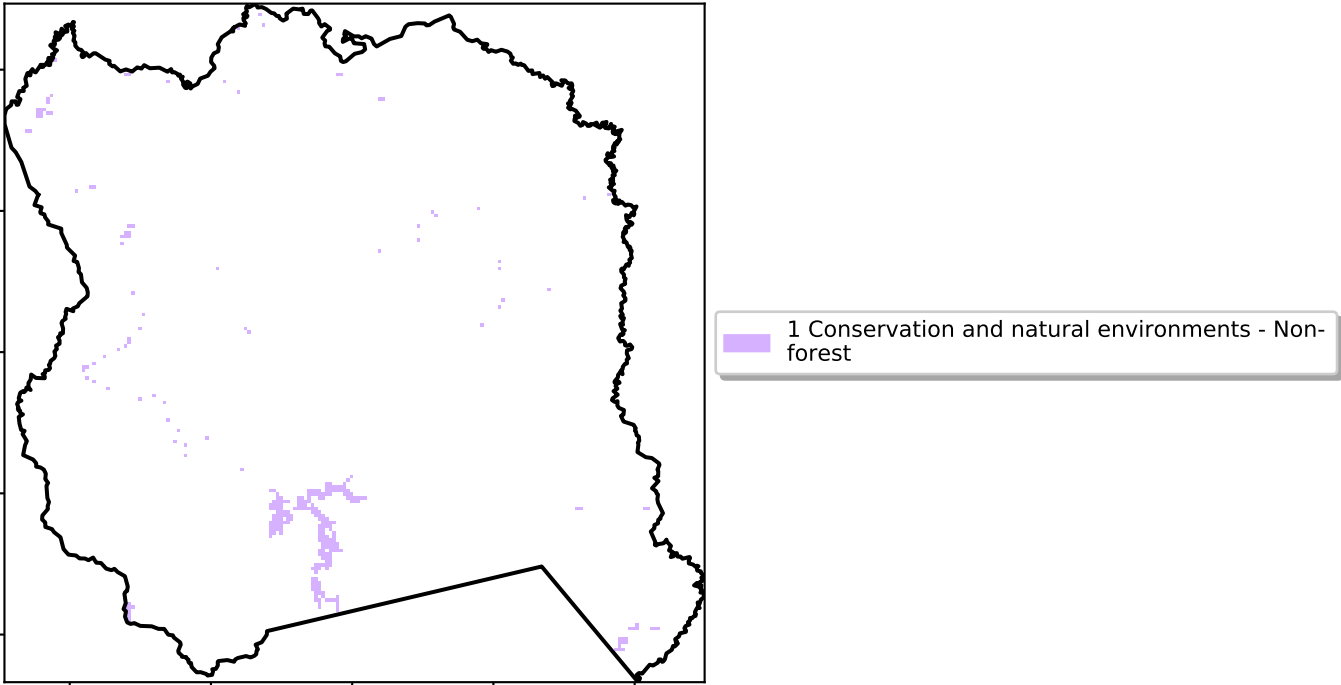 1 Conservation and natural environments - Non-
forest